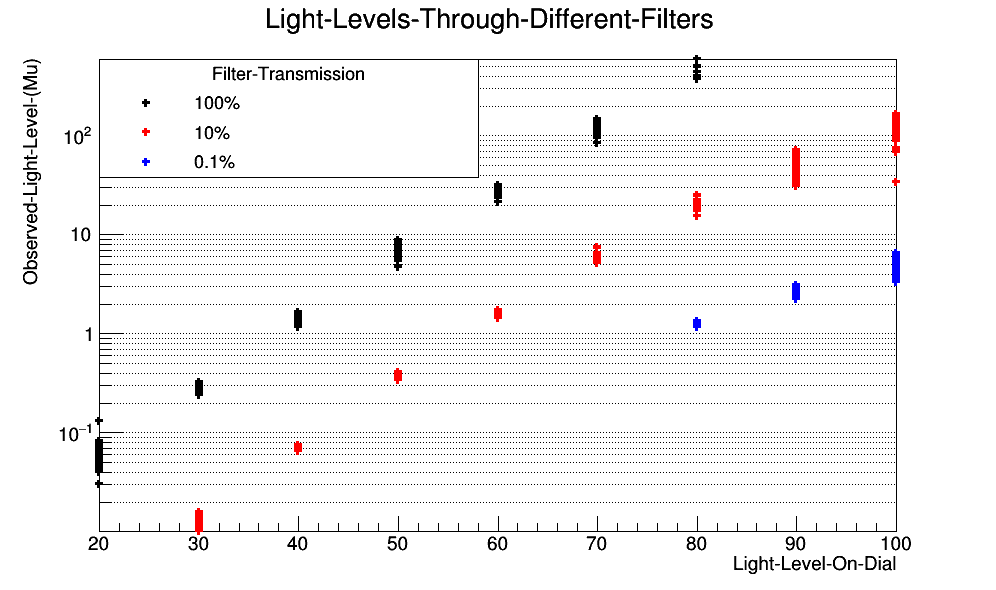 Light-Levels-Through-Different-Filters
Observed-Light-Level-(Mu)
Filter-Transmission
100%
10%
0.1%
10²
10
1
10⁻¹
20 30 40 50 60 70 80 90 100
Light-Level-On-Dial